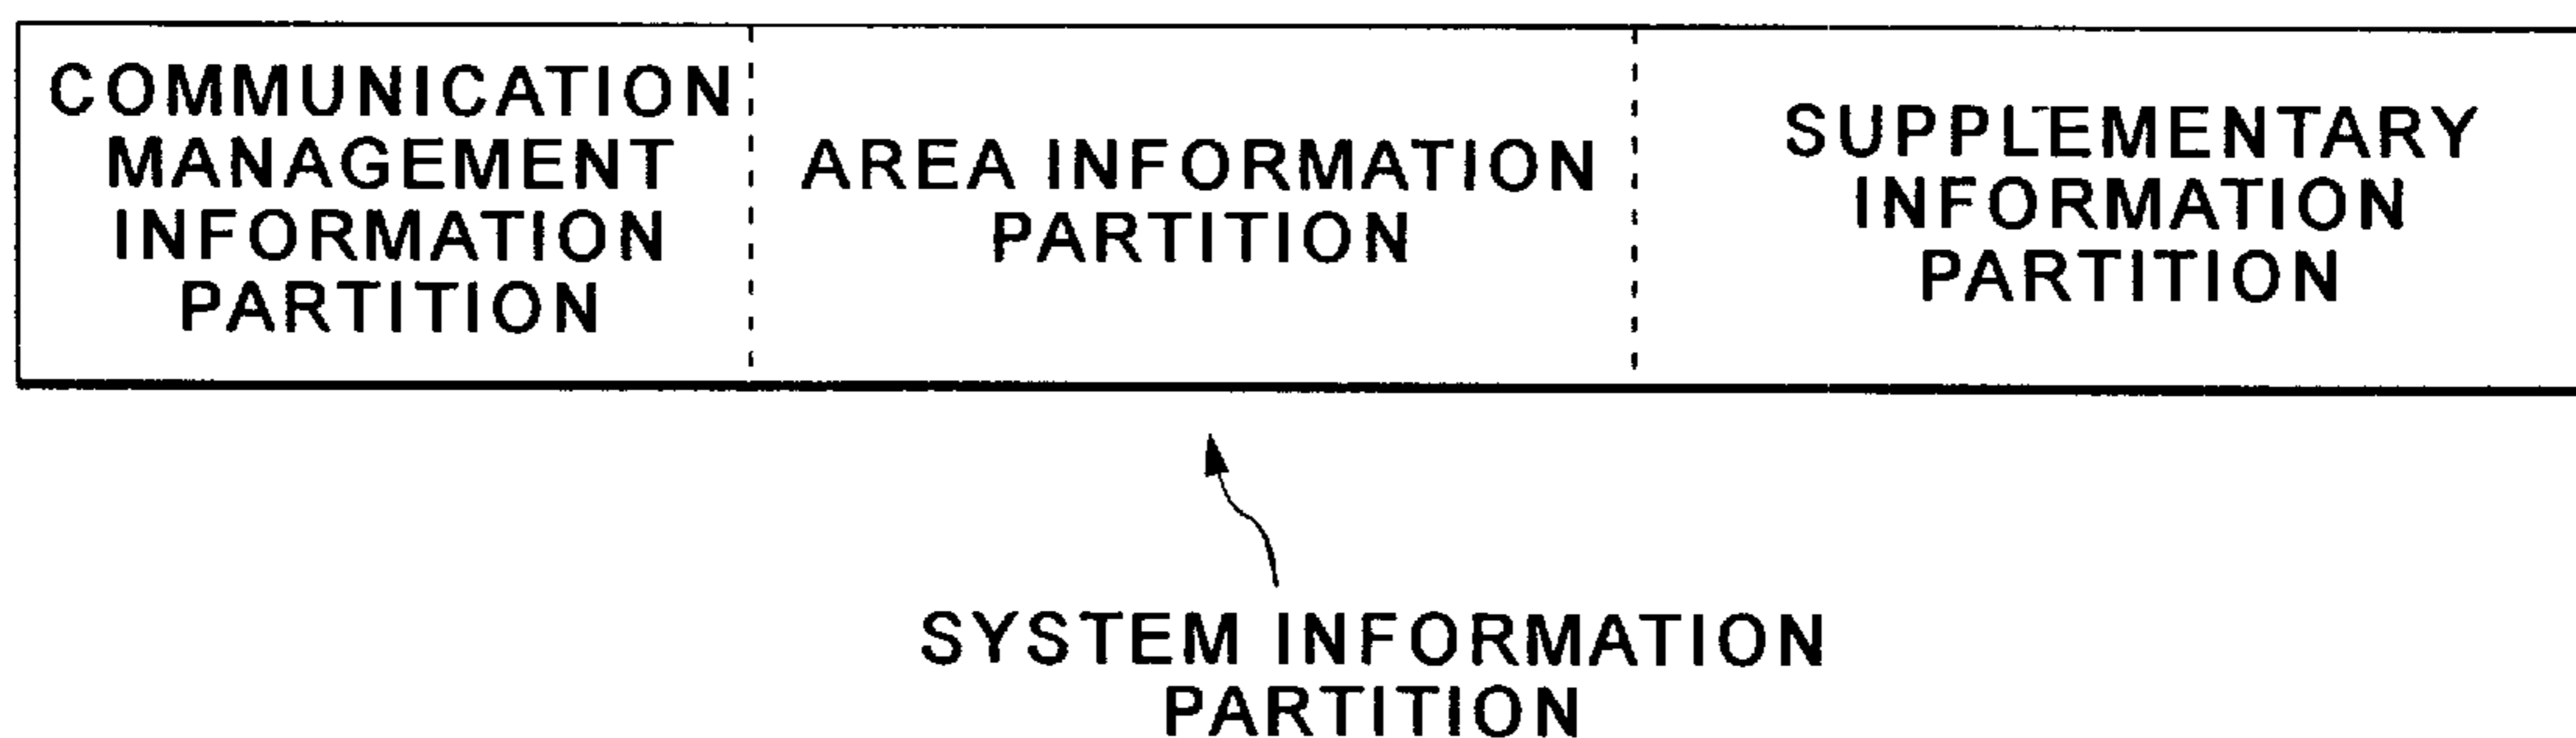 COMMUNICATION
MANAGEMENT
INFORMATION
PARTITION
AREA INFORMATION
PARTITION
SUPPLEMENTARY
INFORMATION
PARTITION
SYSTEM INFORMATION
PARTITION